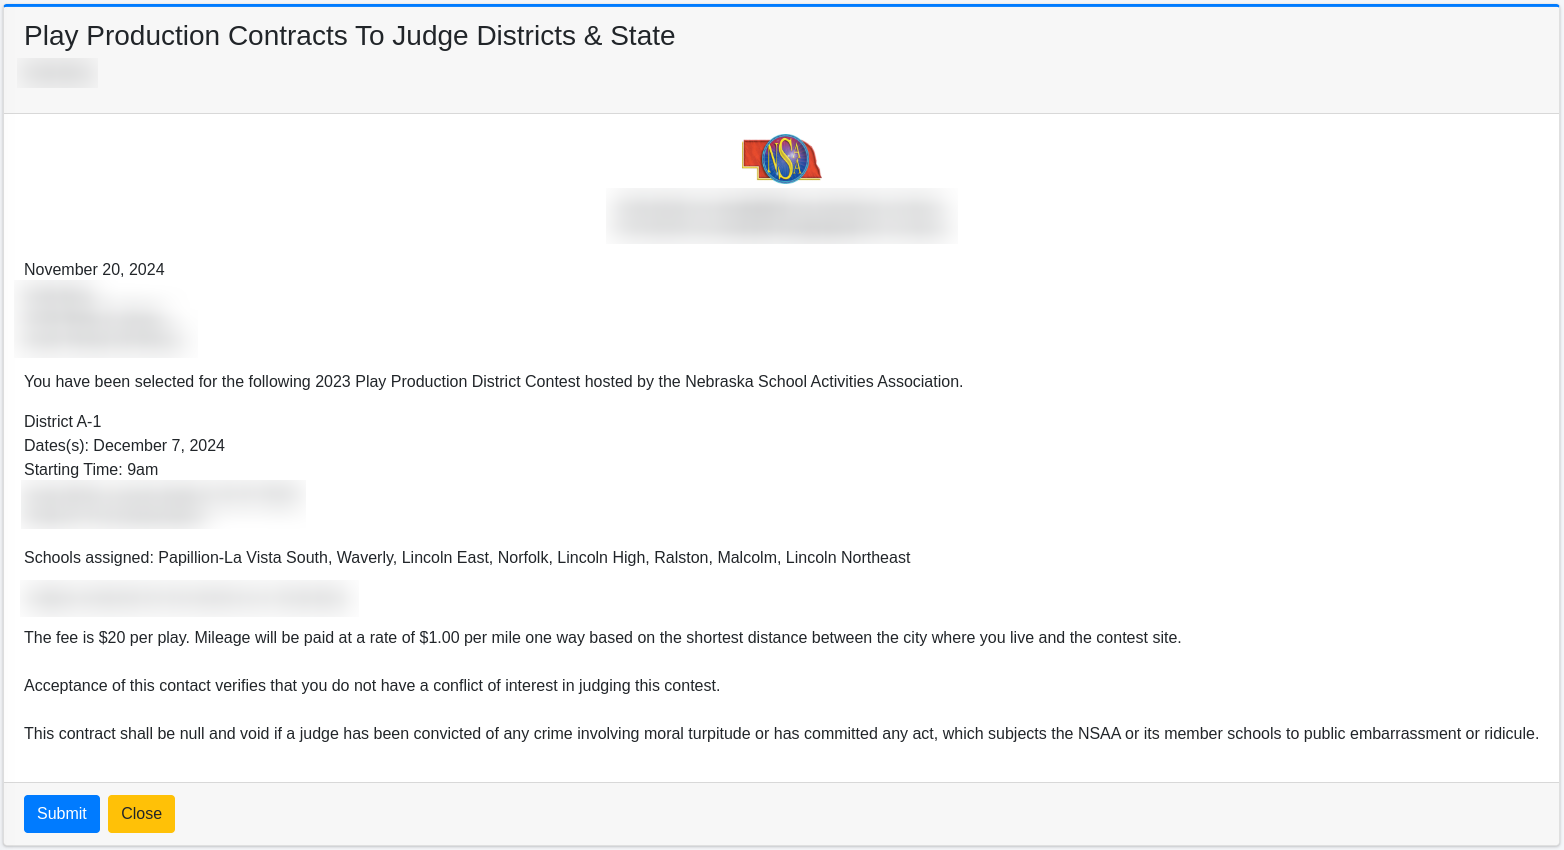 Play Production Contracts To Judge Districts & State
NSAA
November 20, 2024
You have been selected for the following 2023 Play Production District Contest hosted by the Nebraska School Activities Association.
District A-1
Dates(s): December 7, 2024
Starting Time: 9am
Schools assigned: Papillion-La Vista South, Waverly, Lincoln East, Norfolk, Lincoln High, Ralston, Malcolm, Lincoln Northeast
The fee is $20 per play. Mileage will be paid at a rate of $1.00 per mile one way based on the shortest distance between the city where you live and the contest site.
Acceptance of this contact verifies that you do not have a conflict of interest in judging this contest.
This contract shall be null and void if a judge has been convicted of any crime involving moral turpitude or has committed any act, which subjects the NSAA or its member schools to public embarrassment or ridicule.
Submit Close